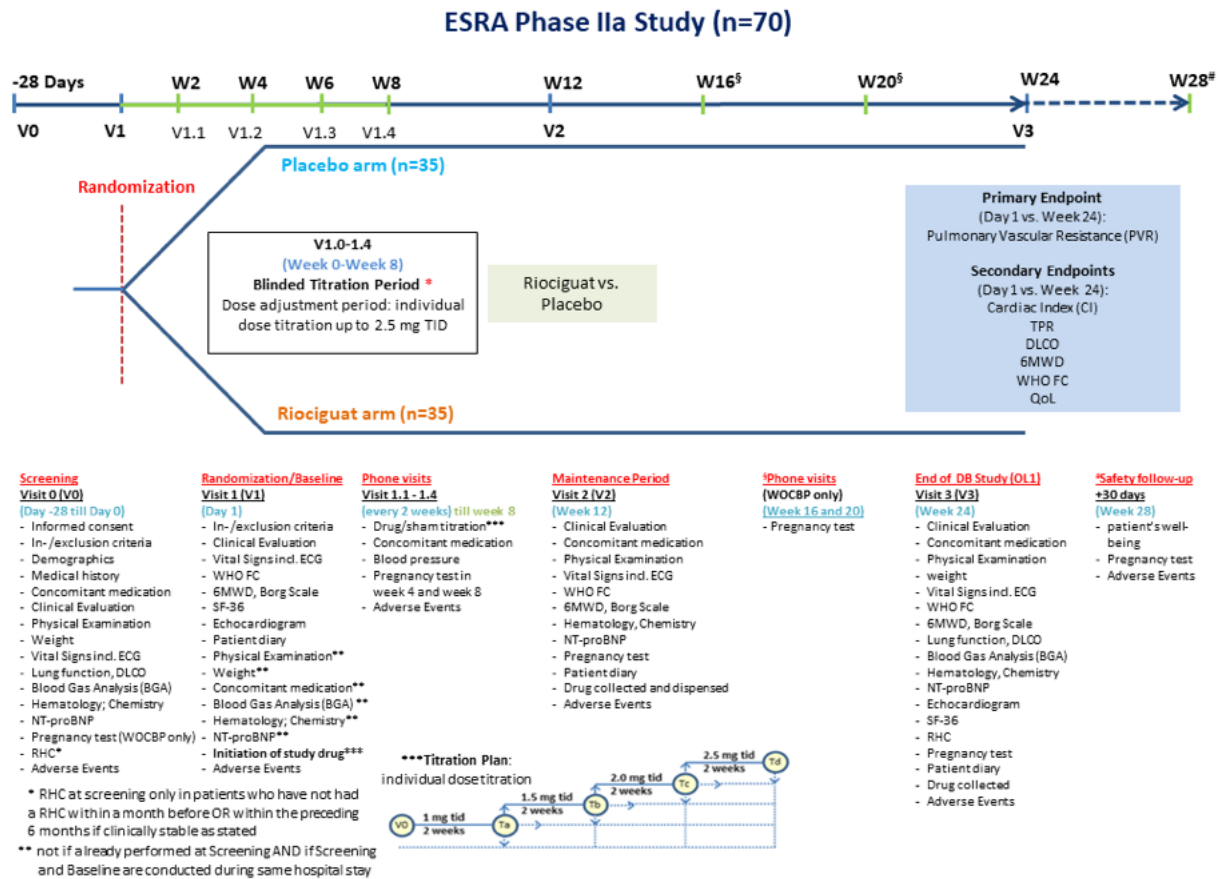 ESRA Phase IIa Study (n=70)
-28 Days W2 W4 W6 W8 W12 W16§ W20§ W24 W28#
V0 V1 V1.1 V1.2 V1.3 V1.4 V2 V3
Placebo arm (n=35)
Randomization
V1.0-1.4
(Week 0-Week 8)
Blinded Titration Period *
Dose adjustment period: individual
dose titration up to 2.5 mg TID
Riociguat vs.
Placebo
Primary Endpoint
(Day 1 vs. Week 24):
Pulmonary Vascular Resistance (PVR)
Secondary Endpoints
(Day 1 vs. Week 24):
Cardiac Index (CI)
TPR
DLCO
6MWD
WHO FC
QoL
Riociguat arm (n=35)
Screening
Visit 0 (V0)
(Day -28 till Day 0)
- Informed consent
- In-/exclusion criteria
- Demographics
- Medical history
- Concomitant medication
- Clinical Evaluation
- Physical Examination
- Weight
- Vital Signs incl. ECG
- Lung function, DLCO
- Blood Gas Analysis (BGA)
- Hematology; Chemistry
- NT-proBNP
- Pregnancy test (WOCBP only)
- RHC*
- Adverse Events
* RHC at screening only in patients who have not had
a RHC within a month before OR within the preceding
6 months if clinically stable as stated
** not if already performed at Screening AND if Screening
and Baseline are conducted during same hospital stay
Randomization/Baseline
Visit 1 (V1)
(Day 1)
- In-/exclusion criteria
- Clinical Evaluation
- Vital Signs incl. ECG
- WHO FC
- 6MWD, Borg Scale
- SF-36
- Echocardiogram
- Patient diary
- Physical Examination**
- Weight**
- Concomitant medication**
- Blood Gas Analysis (BGA) **
- Hematology; Chemistry**
- NT-proBNP**
- Initiation of study drug***
- Adverse Events
Phone visits
Visit 1.1 - 1.4
(every 2 weeks) till week 8
- Drug/sham titration***
- Concomitant medication
- Blood pressure
- Pregnancy test in
week 4 and week 8
- Adverse Events
Maintenance Period
Visit 2 (V2)
(Week 12)
- Clinical Evaluation
- Concomitant medication
- Physical Examination
- Vital Signs incl. ECG
- WHO FC
- 6MWD, Borg Scale
- Hematology, Chemistry
- NT-proBNP
- Pregnancy test
- Patient diary
- Drug collected and dispensed
- Adverse Events
§Phone visits
(WOCBP only)
(Week 16 and 20)
- Pregnancy test
End of DB Study (OL1)
Visit 3 (V3)
(Week 24)
- Clinical Evaluation
- Concomitant medication
- Physical Examination
- weight
- Vital Signs incl. ECG
- WHO FC
- 6MWD, Borg Scale
- Lung function, DLCO
- Blood Gas Analysis (BGA)
- Hematology, Chemistry
- NT-proBNP
- Echocardiogram
- SF-36
- RHC
- Pregnancy test
- Patient diary
- Drug collected
- Adverse Events
#Safety follow-up
+30 days
(Week 28)
- patient's well-
being
- Pregnancy test
- Adverse Events
***Titration Plan:
individual dose titration
V0
1 mg tid
2 weeks
Ta
1.5 mg tid
2 weeks
Tb
2.0 mg tid
2 weeks
Tc
2.5 mg tid
2 weeks
Td